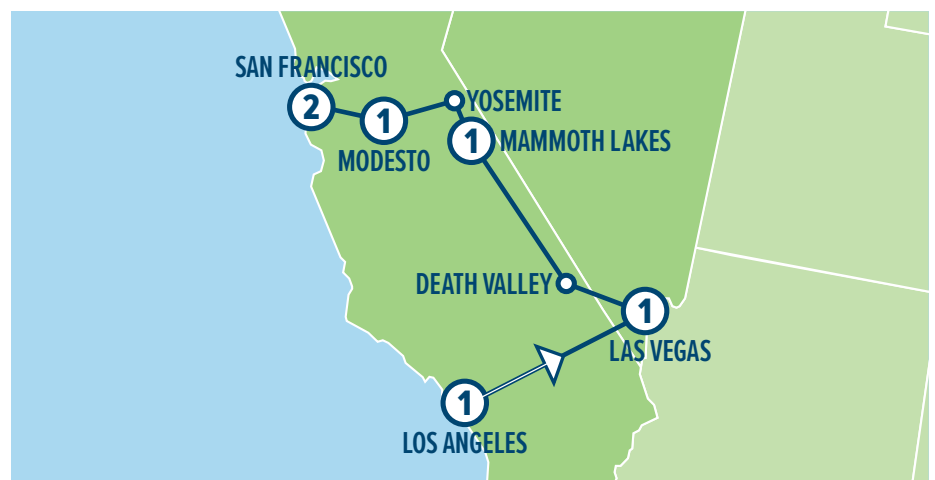 SAN FRANCISCO
2
1
MODESTO
YOSEMITE
1
MAMMOTH LAKES
DEATH VALLEY
1
LAS VEGAS
1
LOS ANGELES